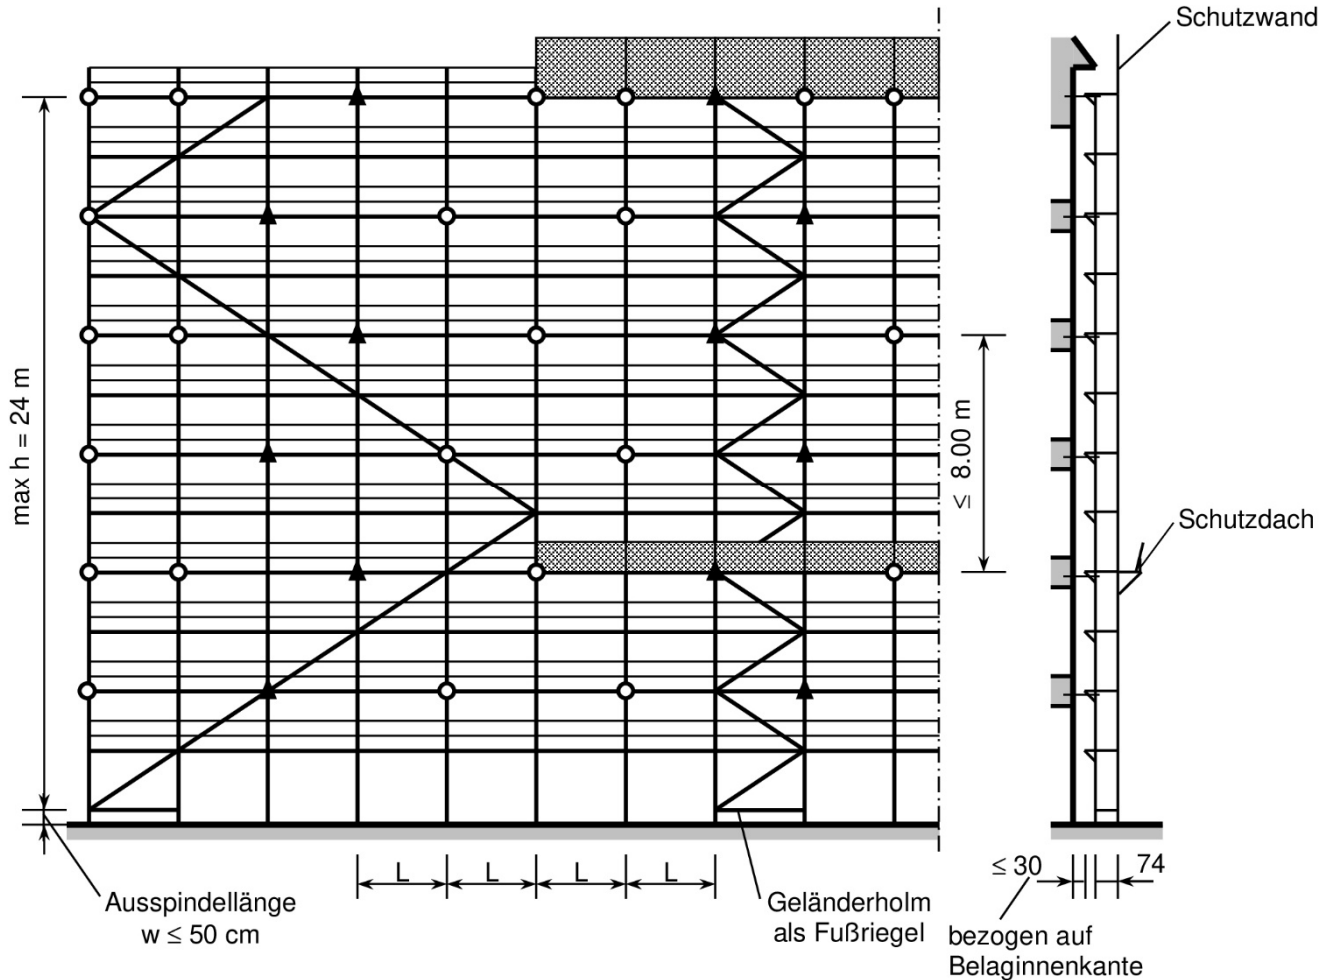 Schutzwand
max h = 24 m
≤ 8.00 m
Schutzdach
L L L L
≤ 30 74
Ausspindellänge
w ≤ 50 cm
Geländerholm
als Fußriegel
bezogen auf
Belaginnenkante